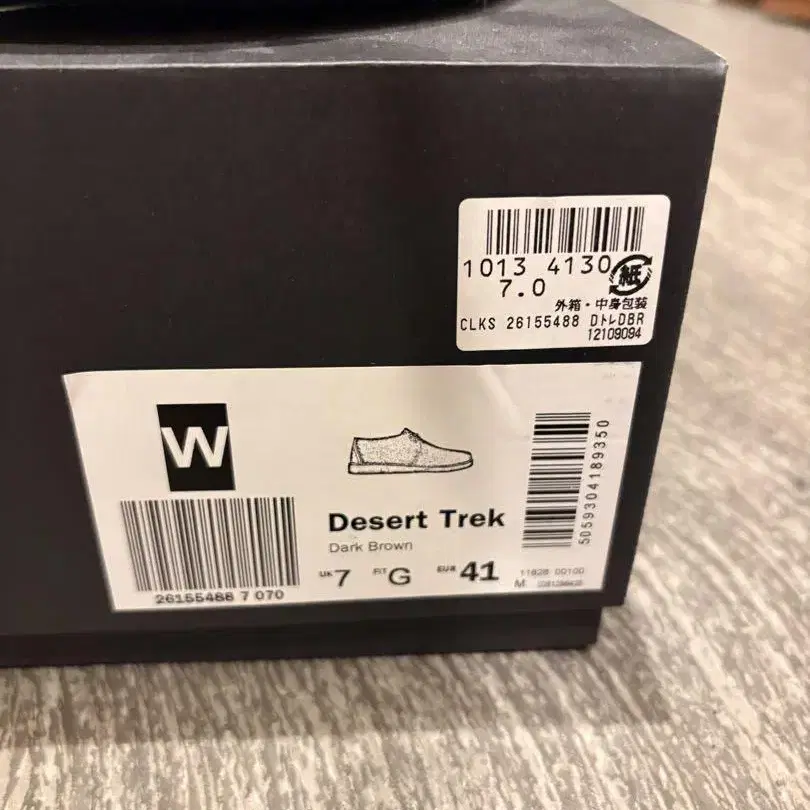 1013 4130
紙
7.0
外箱・中身包装
CLKS 26155488 DトレDBR
12109094
W
Desert Trek
Dark Brown
UK 7 FIT G EUR 41
26155488 7 070
5059304189350
11828 00100
M